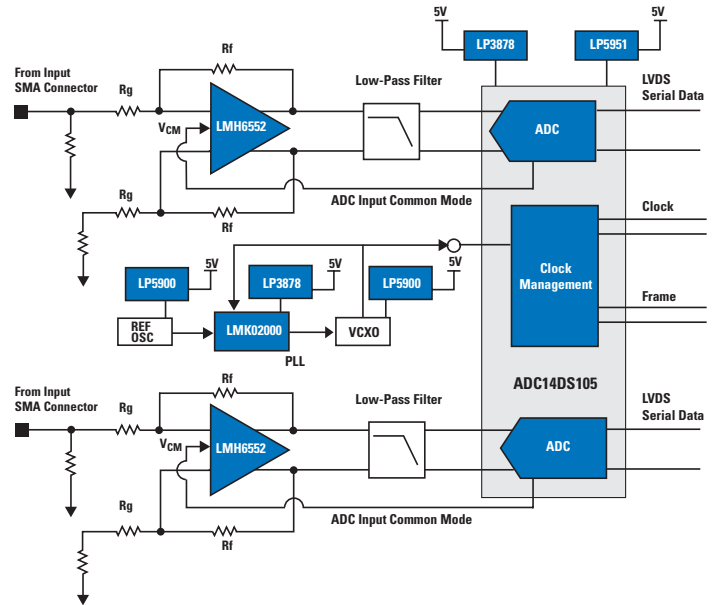 5V
LP3878
LP5951
5V
From Input
SMA Connector
Rg
Rf
Low-Pass Filter
LVDS
Serial Data
VCM
LMH6552
ADC
Rg
Rf
ADC Input Common Mode
Clock
LP5900
5V
LP3878
5V
LP5900
5V
Clock
Management
REF
OSC
LMK02000
VCXO
Frame
PLL
ADC14DS105
From Input
SMA Connector
Rg
Rf
Low-Pass Filter
LVDS
Serial Data
VCM
LMH6552
ADC
Rg
Rf
ADC Input Common Mode